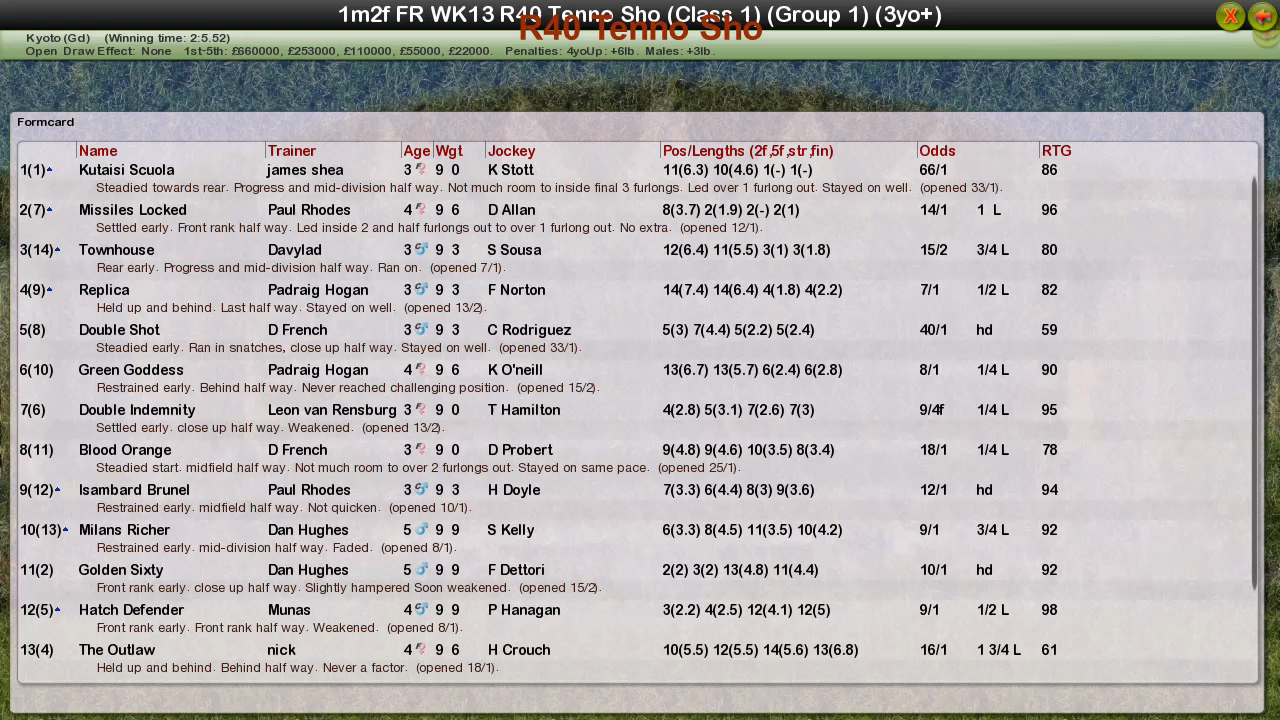 1m2f FR WK13 R40 Tenno Sho (Class 1) (Group 1) (3yo+)
R40 Tenno Sho
Kyoto (Gd) (Winning time: 2:5.52)
Open Draw Effect: None 1st-5th: £660000, £253000, £110000, £55000, £22000. Penalties: 4yoUp: +6lb. Males: +3lb.
Formcard
Name Trainer Age Wgt Jockey Pos/Lengths (2f,5f,str,fin) Odds RTG
1(1) Kutaisi Scuola james shea 3 9 0 K Stott 11(6.3) 10(4.6) 1(-) 1(-) 66/1 86
Steadied towards rear. Progress and mid-division half way. Not much room to inside final 3 furlongs. Led over 1 furlong out. Stayed on well. (opened 33/1).
2(7) Missiles Locked Paul Rhodes 4 9 6 D Allan 8(3.7) 2(1.9) 2(-) 2(1) 14/1 1 L 96
Settled early. Front rank half way. Led inside 2 and half furlongs out to over 1 furlong out. No extra. (opened 12/1).
3(14) Townhouse Davylad 3 9 3 S Sousa 12(6.4) 11(5.5) 3(1) 3(1.8) 15/2 3/4 L 80
Rear early. Progress and mid-division half way. Ran on. (opened 7/1).
4(9) Replica Padraig Hogan 3 9 3 F Norton 14(7.4) 14(6.4) 4(1.8) 4(2.2) 7/1 1/2 L 82
Held up and behind. Last half way. Stayed on well. (opened 13/2).
5(8) Double Shot D French 3 9 3 C Rodriguez 5(3) 7(4.4) 5(2.2) 5(2.4) 40/1 hd 59
Steadied early. Ran in snatches, close up half way. Stayed on well. (opened 33/1).
6(10) Green Goddess Padraig Hogan 4 9 6 K O'neill 13(6.7) 13(5.7) 6(2.4) 6(2.8) 8/1 1/4 L 90
Restrained early. Behind half way. Never reached challenging position. (opened 15/2).
7(6) Double Indemnity Leon van Rensburg 3 9 0 T Hamilton 4(2.8) 5(3.1) 7(2.6) 7(3) 9/4f 1/4 L 95
Settled early. close up half way. Weakened. (opened 13/2).
8(11) Blood Orange D French 3 9 0 D Probert 9(4.8) 9(4.6) 10(3.5) 8(3.4) 18/1 1/4 L 78
Steadied start. midfield half way. Not much room to over 2 furlongs out. Stayed on same pace. (opened 25/1).
9(12) Isambard Brunel Paul Rhodes 3 9 3 H Doyle 7(3.3) 6(4.4) 8(3) 9(3.6) 12/1 hd 94
Restrained early. midfield half way. Not quicken. (opened 10/1).
10(13) Milans Richer Dan Hughes 5 9 9 S Kelly 6(3.3) 8(4.5) 11(3.5) 10(4.2) 9/1 3/4 L 92
Restrained early. mid-division half way. Faded. (opened 8/1).
11(2) Golden Sixty Dan Hughes 5 9 9 F Dettori 2(2) 3(2) 13(4.8) 11(4.4) 10/1 hd 92
Front rank early. close up half way. Slightly hampered Soon weakened. (opened 15/2).
12(5) Hatch Defender Munas 4 9 9 P Hanagan 3(2.2) 4(2.5) 12(4.1) 12(5) 9/1 1/2 L 98
Front rank early. Front rank half way. Weakened. (opened 8/1).
13(4) The Outlaw nick 4 9 6 H Crouch 10(5.5) 12(5.5) 14(5.6) 13(6.8) 16/1 1 3/4 L 61
Held up and behind. Behind half way. Never a factor. (opened 18/1).